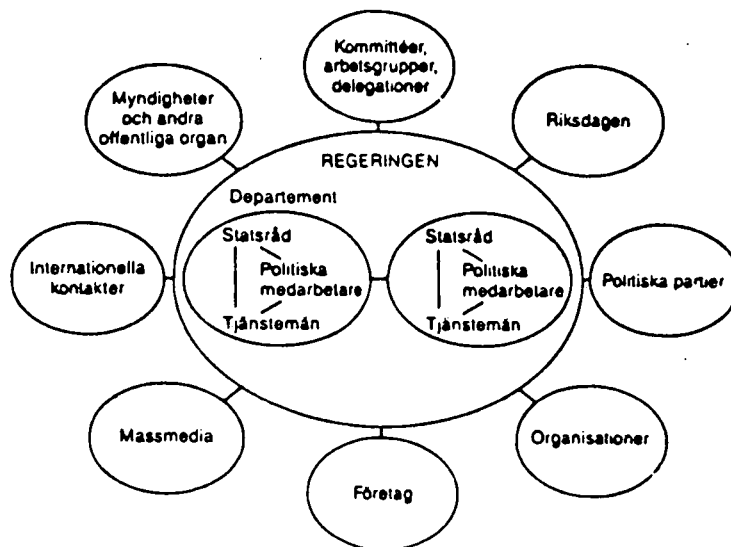 Kommittéer,
arbetsgrupper,
delegationer
Myndigheter
och andra
offentliga organ
Riksdagen
REGERINGEN
Departement
Statsråd
Politiska
medarbetare
Tjänstemän
Statsråd
Politiska
medarbetare
Tjänstemän
Internationella
kontakter
Politiska partier
Massmedia
Organisationer
Företag